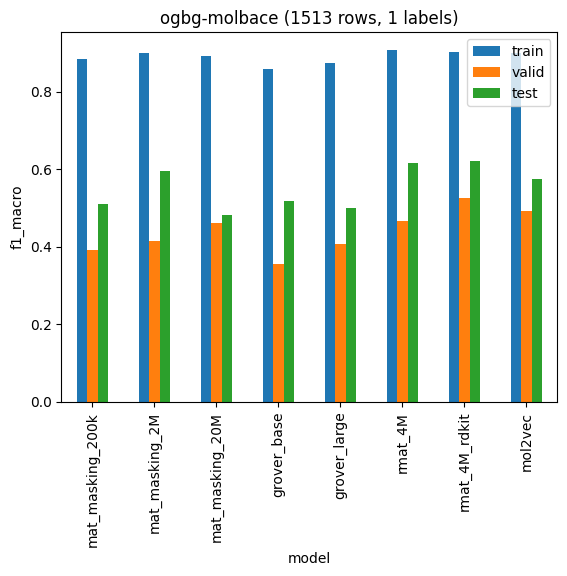 ogbg-molbace (1513 rows, 1 labels)
train
valid
test
f1_macro
0.8
0.6
0.4
0.2
0.0
mat_masking_200k
mat_masking_2M
mat_masking_20M
grover_base
grover_large
rmat_4M
rmat_4M_rdkit
mol2vec
model